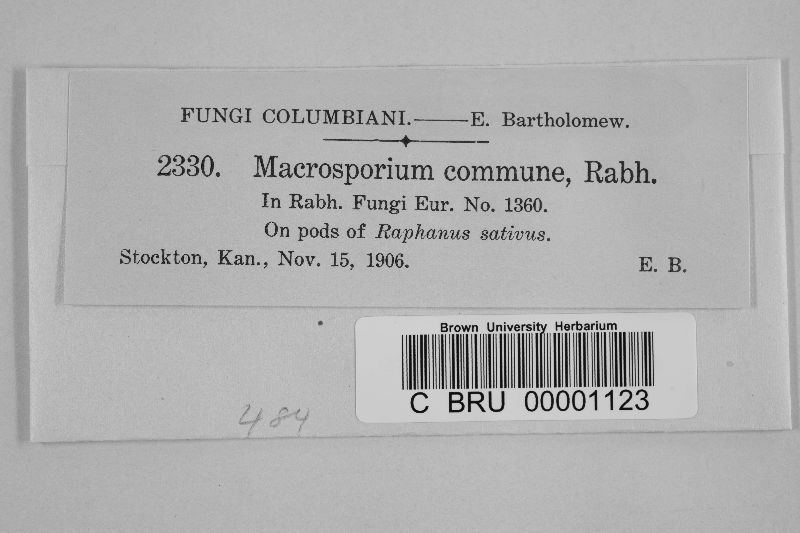 FUNGI COLUMBIANI.——E. Bartholomew.
2330. Macrosporium commune, Rabh.
In Rabh. Fungi Eur. No. 1360.
On pods of Raphanus sativus.
Stockton, Kan., Nov. 15, 1906. E. B.
Brown University Herbarium
C BRU 00001123
484